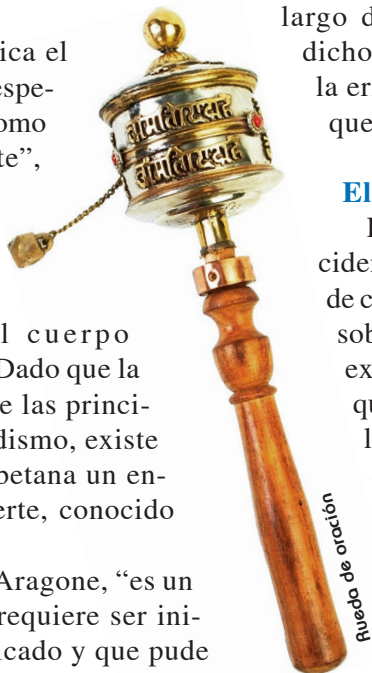 ica el
espe-
omo
te”,
l cuerpo
Dado que la
e las princi-
dismo, existe
betana un en-
erte, conocido
Aragone, “es un
requiere ser ini-
icado y que pude
largo d
dicho
la er
que
El
cider
de c
sob
ex
qu
l
Rueda de oración